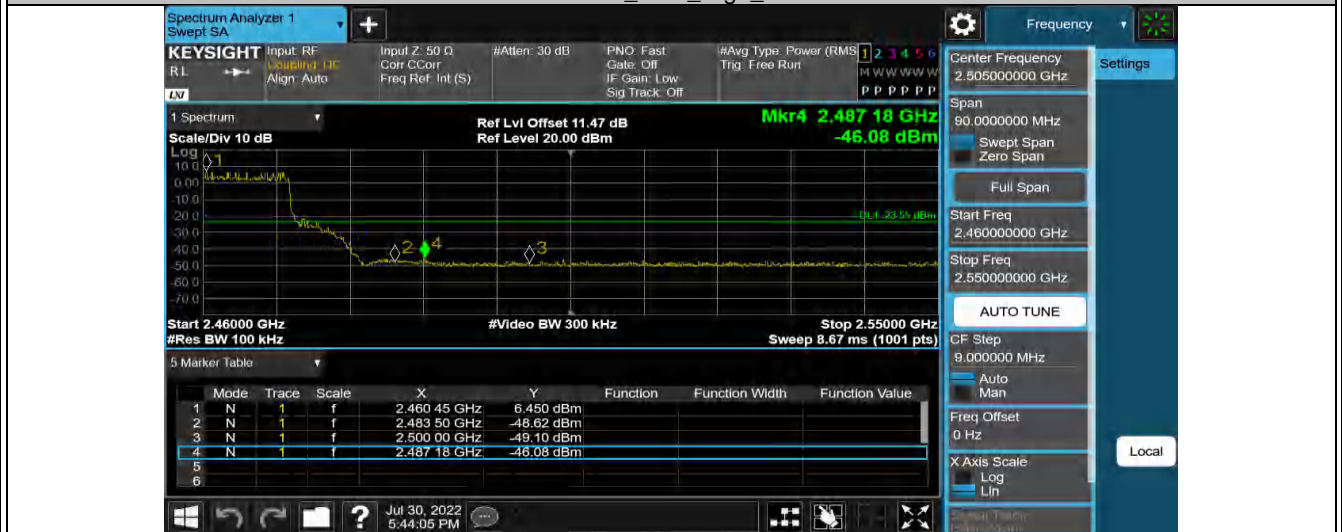 Spectrum Analyzer 1
Swept SA
+
Frequency
KEYSIGHT
RL
LXI
Input: RF
Coupling: DC
Align: Auto
Input Z: 50 Ω
Corr CCorr
Freq Ref: Int (S)
#Atten: 30 dB
PNO: Fast
Gate: Off
IF Gain: Low
Sig Track: Off
#Avg Type: Power (RMS
Trig: Free Run
1 2 3 4 5 6
M W W W W W
P P P P P P
1 Spectrum
Scale/Div 10 dB
Ref Lvl Offset 11.47 dB
Ref Level 20.00 dBm
Mkr4 2.487 18 GHz
-46.08 dBm
Log
10.0
0.00
-10.0
-20.0
-30.0
-40.0
-50.0
-60.0
-70.0
1
2
4
3
DL1 -23.55 dBm
Start 2.46000 GHz
#Res BW 100 kHz
#Video BW 300 kHz
Stop 2.55000 GHz
Sweep 8.67 ms (1001 pts)
5 Marker Table
Mode Trace Scale X Y Function Function Width Function Value
1 N 1 f 2.460 45 GHz 6.450 dBm
2 N 1 f 2.483 50 GHz -48.62 dBm
3 N 1 f 2.500 00 GHz -49.10 dBm
4 N 1 f 2.487 18 GHz -46.08 dBm
5
6
Jul 30, 2022
5:44:05 PM
?
Center Frequency
2.505000000 GHz
Settings
Span
90.0000000 MHz
Swept Span
Zero Span
Full Span
Start Freq
2.460000000 GHz
Stop Freq
2.550000000 GHz
AUTO TUNE
CF Step
9.000000 MHz
Auto
Man
Freq Offset
0 Hz
X Axis Scale
Log
Lin
Local